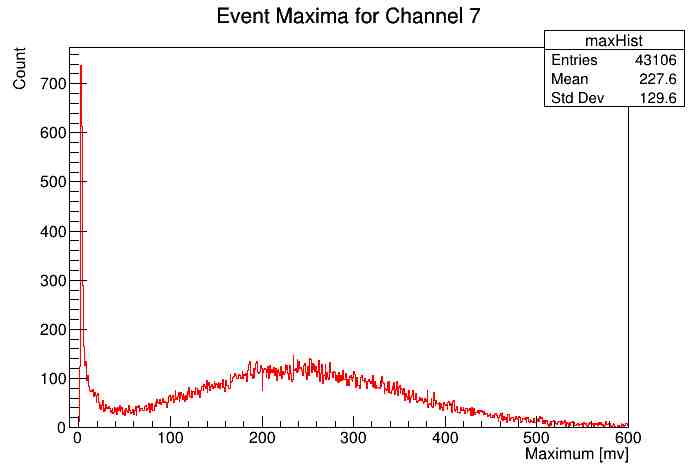 Event Maxima for Channel 7
maxHist
Entries 43106
Mean 227.6
Std Dev 129.6
Count
700
600
500
400
300
200
100
0
0 100 200 300 400 500 600
Maximum [mv]